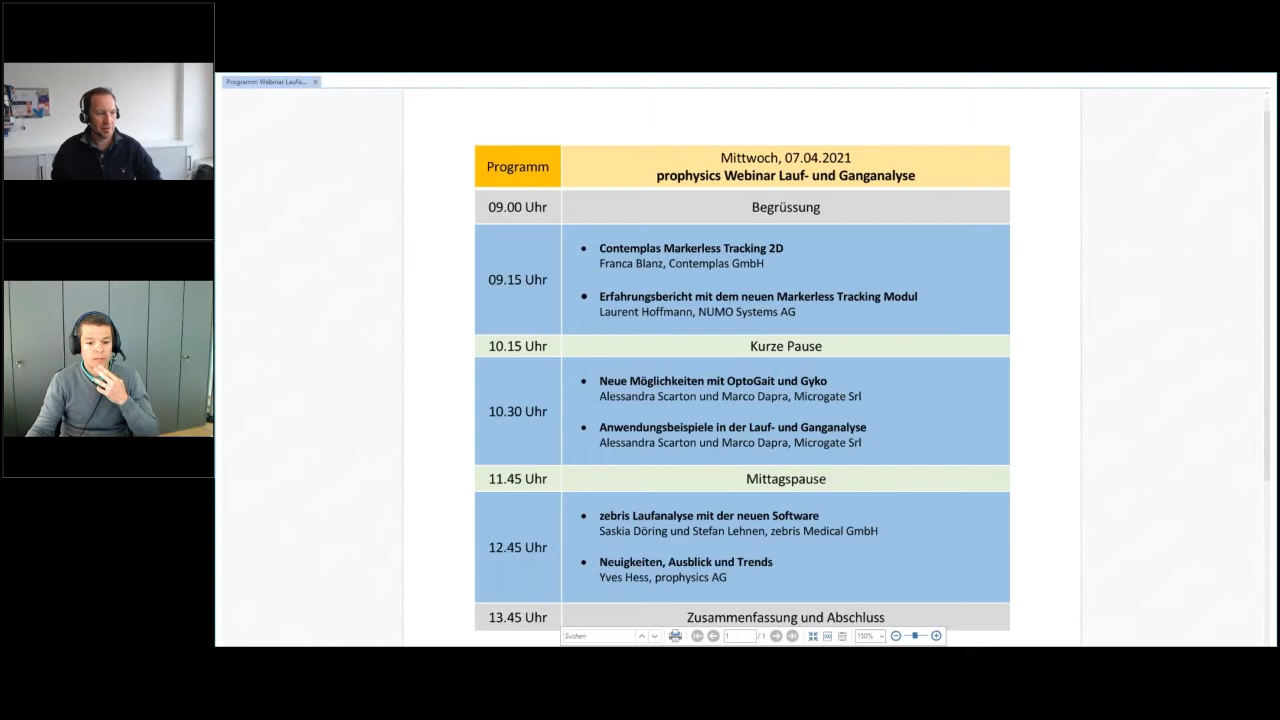 Programm Webinar Laufa...
Programm
Mittwoch, 07.04.2021
prophysics Webinar Lauf- und Ganganalyse
09.00 Uhr
Begrüssung
09.15 Uhr
• Contemplas Markerless Tracking 2D
Franca Blanz, Contemplas GmbH
• Erfahrungsbericht mit dem neuen Markerless Tracking Modul
Laurent Hoffmann, NUMO Systems AG
10.15 Uhr
Kurze Pause
10.30 Uhr
• Neue Möglichkeiten mit OptoGait und Gyko
Alessandra Scarton und Marco Dapra, Microgate Srl
• Anwendungsbeispiele in der Lauf- und Ganganalyse
Alessandra Scarton und Marco Dapra, Microgate Srl
11.45 Uhr
Mittagspause
12.45 Uhr
• zebris Laufanalyse mit der neuen Software
Saskia Döring und Stefan Lehnen, zebris Medical GmbH
• Neuigkeiten, Ausblick und Trends
Yves Hess, prophysics AG
13.45 Uhr
Zusammenfassung und Abschluss
Suchen
1
/ 1
150%